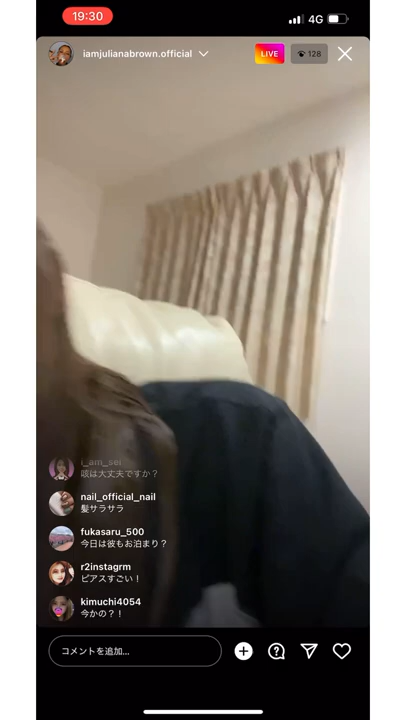 19:30
4G
iamjulianabrown.official
LIVE
128
i_am_sei
咳は大丈夫ですか？
nail_official_nail
髪サラサラ
fukasaru_500
今日は彼もお泊まり？
r2instagrm
ピアスすごい！
kimuchi4054
今かの？！
コメントを追加...